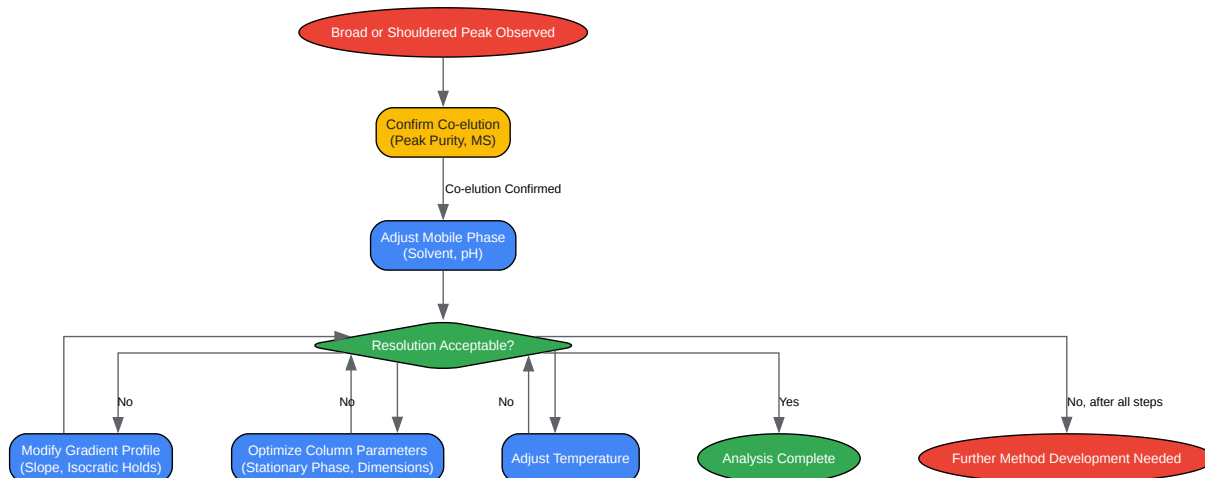 Broad or Shouldered Peak Observed
Confirm Co-elution
(Peak Purity, MS)
Co-elution Confirmed
Adjust Mobile Phase
(Solvent, pH)
Resolution Acceptable?
No
No
No
Yes
No, after all steps
Modify Gradient Profile
(Slope, Isocratic Holds)
Optimize Column Parameters
(Stationary Phase, Dimensions)
Adjust Temperature
Analysis Complete
Further Method Development Needed